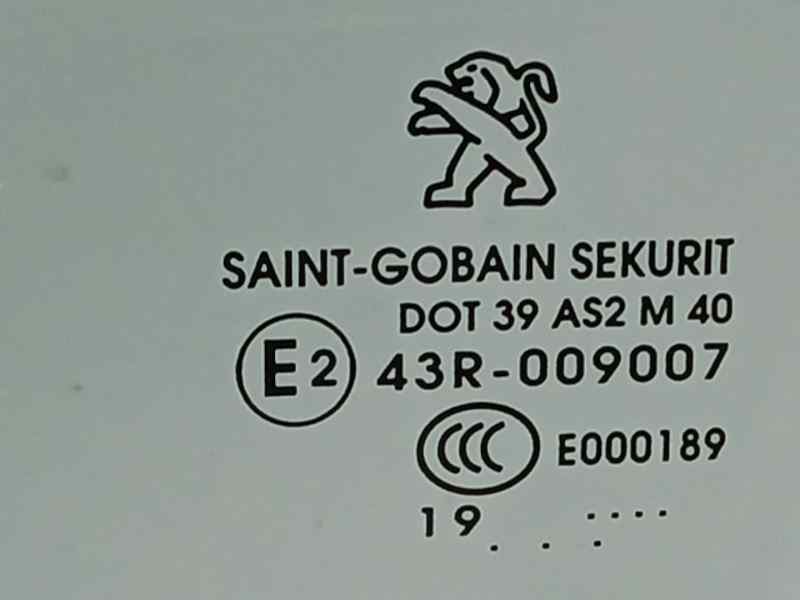 SAINT-GOBAIN SEKURIT
DOT 39 AS2 M 40
E2 43R-009007
CCC E000189
19